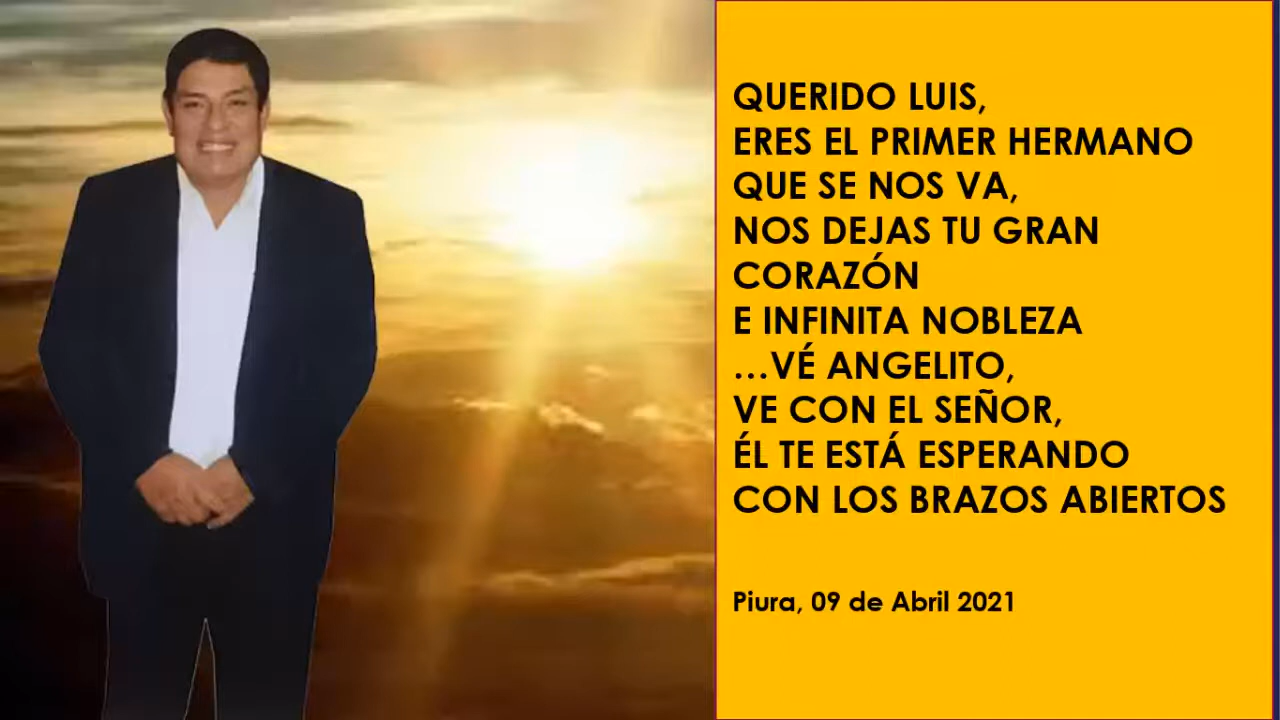 QUERIDO LUIS,
ERES EL PRIMER HERMANO
QUE SE NOS VA,
NOS DEJAS TU GRAN
CORAZÓN
E INFINITA NOBLEZA
...VÉ ANGELITO,
VE CON EL SEÑOR,
ÉL TE ESTÁ ESPERANDO
CON LOS BRAZOS ABIERTOS
Piura, 09 de Abril 2021